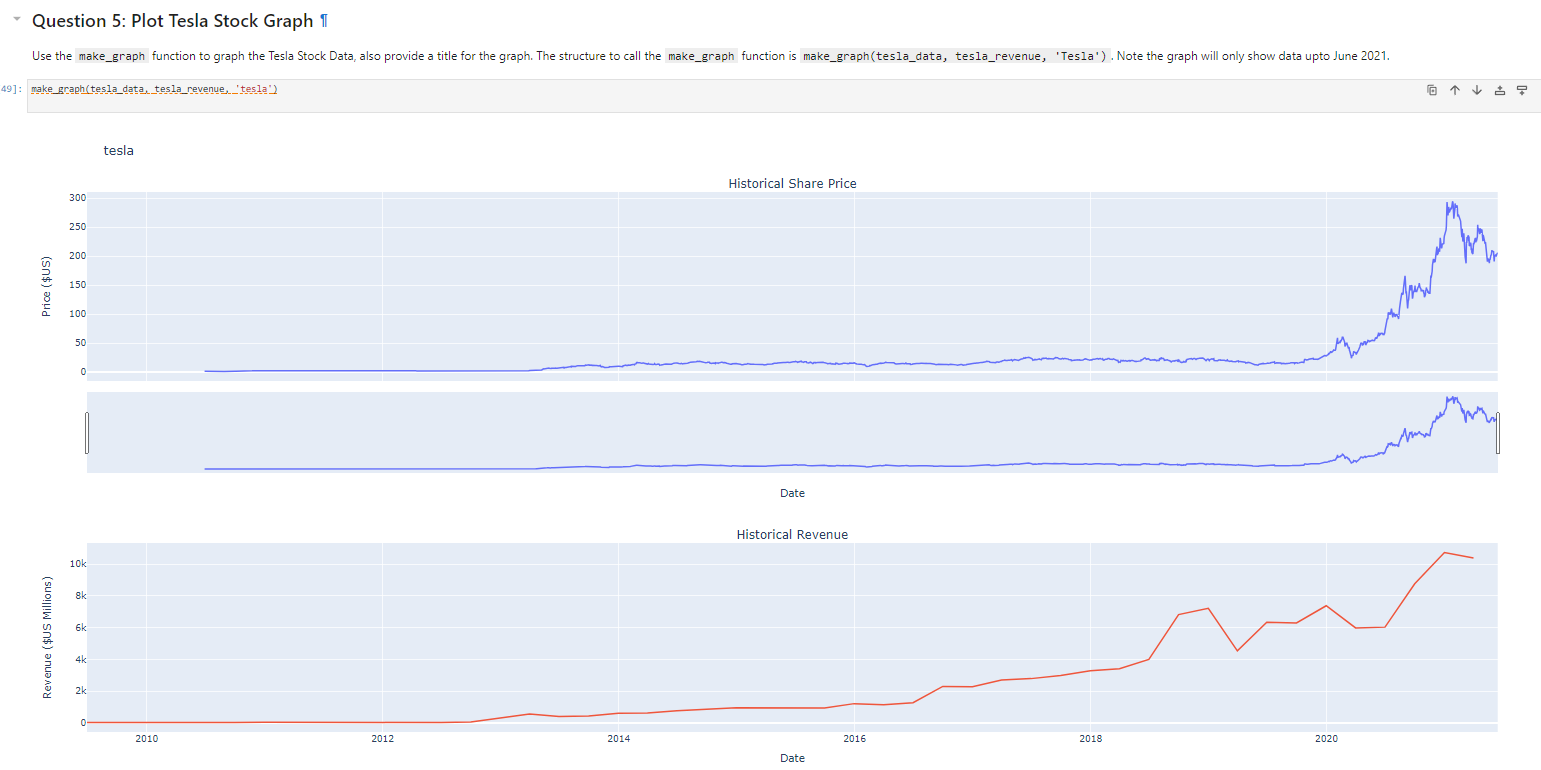 Question 5: Plot Tesla Stock Graph ¶
Use the make_graph function to graph the Tesla Stock Data, also provide a title for the graph. The structure to call the make_graph function is make_graph(tesla_data, tesla_revenue, 'Tesla') . Note the graph will only show data upto June 2021.
49]: make_graph(tesla_data, tesla_revenue, 'tesla')
tesla
Historical Share Price
Price ($US)
300
250
200
150
100
50
0
Date
Historical Revenue
Revenue ($US Millions)
10k
8k
6k
4k
2k
0
2010 2012 2014 2016 2018 2020
Date